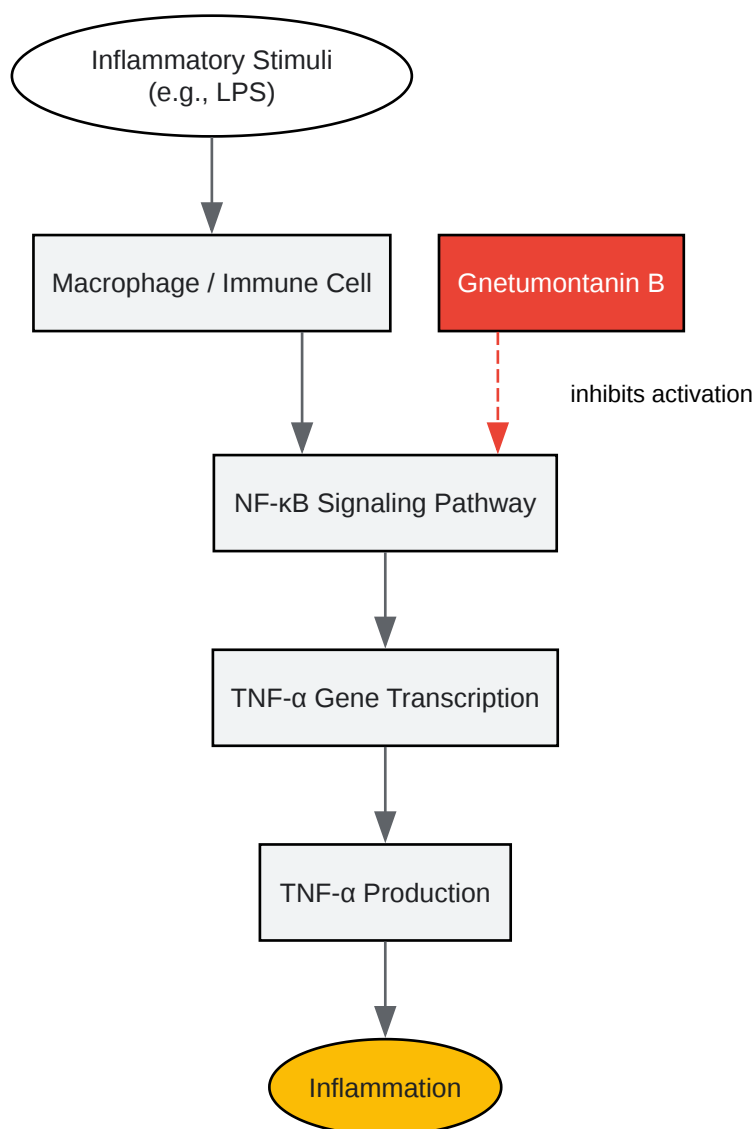 Inflammatory Stimuli
(e.g., LPS)
Macrophage / Immune Cell
Gnetumontanin B
inhibits activation
NF-κB Signaling Pathway
TNF-α Gene Transcription
TNF-α Production
Inflammation